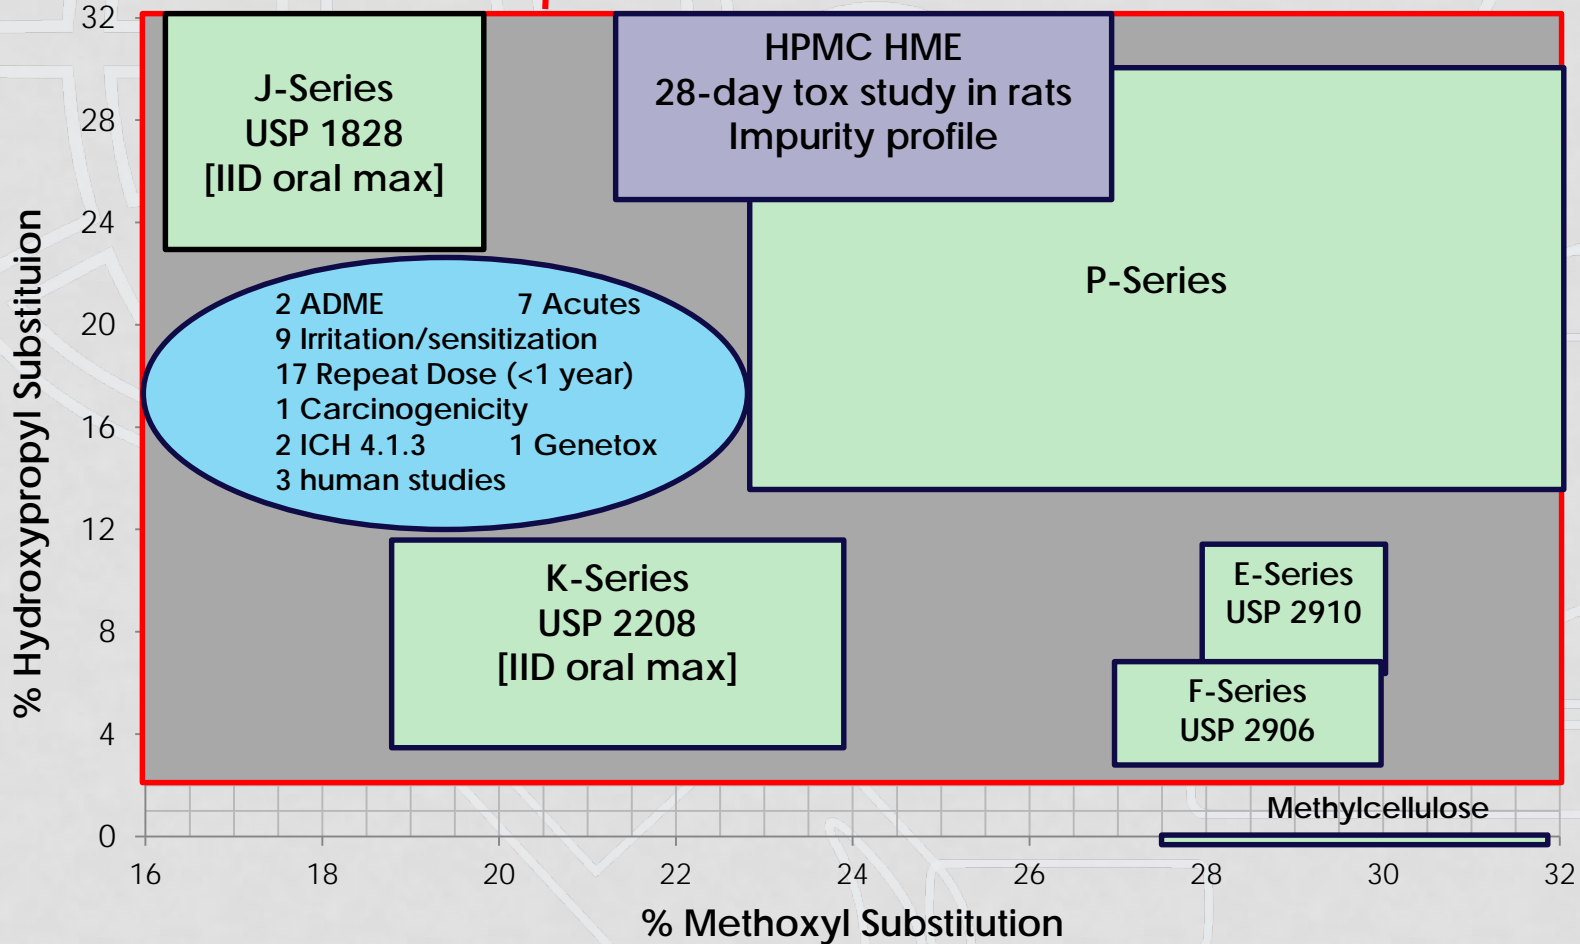 32
28
24
20
16
12
8
4
0
% Hydroxypropyl Substituion
J-Series
USP 1828
[IID oral max]
HPMC HME
28-day tox study in rats
Impurity profile
P-Series
2 ADME 7 Acutes
9 Irritation/sensitization
17 Repeat Dose (<1 year)
1 Carcinogenicity
2 ICH 4.1.3 1 Genetox
3 human studies
K-Series
USP 2208
[IID oral max]
E-Series
USP 2910
F-Series
USP 2906
Methylcellulose
16 18 20 22 24 26 28 30 32
% Methoxyl Substitution